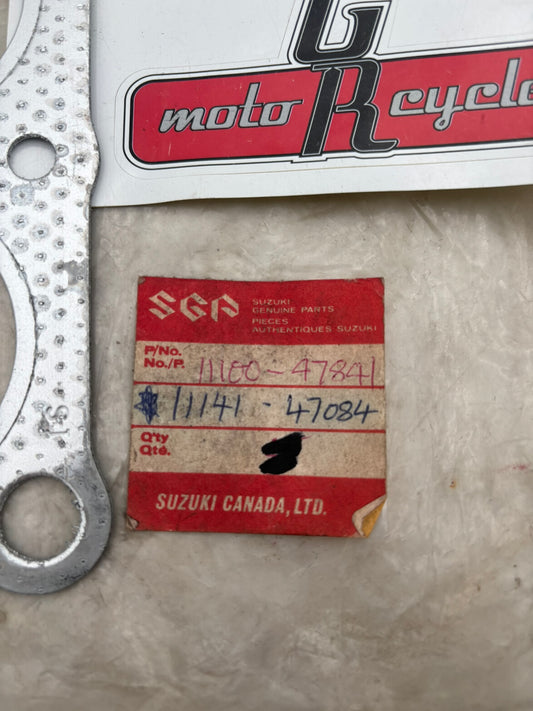 GR
moto R cycle
SGP
SUZUKI
GENUINE PARTS
PIECES
AUTHENTIQUES SUZUKI
P/No.
No./P. 11100-47841
11141-47084
Q'ty
Qté.
SUZUKI CANADA, LTD.